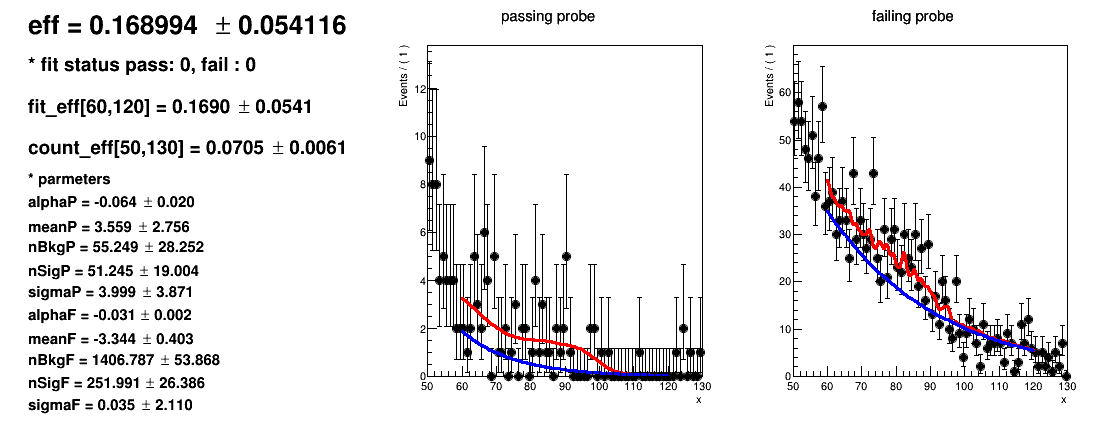 eff = 0.168994 ± 0.054116
* fit status pass: 0, fail : 0
fit_eff[60,120] = 0.1690 ± 0.0541
count_eff[50,130] = 0.0705 ± 0.0061
* parmeters
alphaP = -0.064 ± 0.020
meanP = 3.559 ± 2.756
nBkgP = 55.249 ± 28.252
nSigP = 51.245 ± 19.004
sigmaP = 3.999 ± 3.871
alphaF = -0.031 ± 0.002
meanF = -3.344 ± 0.403
nBkgF = 1406.787 ± 53.868
nSigF = 251.991 ± 26.386
sigmaF = 0.035 ± 2.110
passing probe
Events / ( 1 )
12
10
8
6
4
2
0
50 60 70 80 90 100 110 120 130
x
failing probe
Events / ( 1 )
60
50
40
30
20
10
0
50 60 70 80 90 100 110 120 130
x